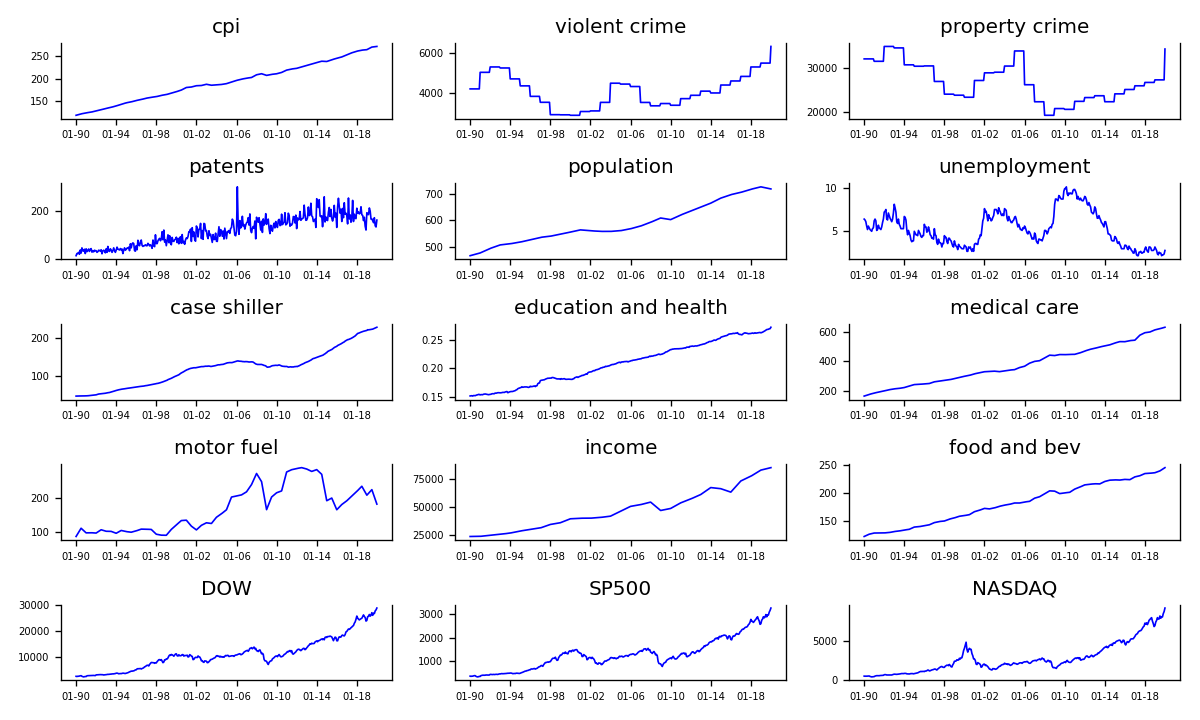 cpi violent crime property crime
250 6000 30000
200 4000 20000
150
01-90 01-94 01-98 01-02 01-06 01-10 01-14 01-18 01-90 01-94 01-98 01-02 01-06 01-10 01-14 01-18 01-90 01-94 01-98 01-02 01-06 01-10 01-14 01-18
patents population unemployment
200 700 10
0 600 5
500
01-90 01-94 01-98 01-02 01-06 01-10 01-14 01-18 01-90 01-94 01-98 01-02 01-06 01-10 01-14 01-18 01-90 01-94 01-98 01-02 01-06 01-10 01-14 01-18
case shiller education and health medical care
200 0.25 600
100 0.20 400
0.15 200
01-90 01-94 01-98 01-02 01-06 01-10 01-14 01-18 01-90 01-94 01-98 01-02 01-06 01-10 01-14 01-18 01-90 01-94 01-98 01-02 01-06 01-10 01-14 01-18
motor fuel income food and bev
200 75000 250
100 50000 200
25000 150
01-90 01-94 01-98 01-02 01-06 01-10 01-14 01-18 01-90 01-94 01-98 01-02 01-06 01-10 01-14 01-18 01-90 01-94 01-98 01-02 01-06 01-10 01-14 01-18
DOW SP500 NASDAQ
30000 3000 5000
20000 2000 0
10000 1000
01-90 01-94 01-98 01-02 01-06 01-10 01-14 01-18 01-90 01-94 01-98 01-02 01-06 01-10 01-14 01-18 01-90 01-94 01-98 01-02 01-06 01-10 01-14 01-18